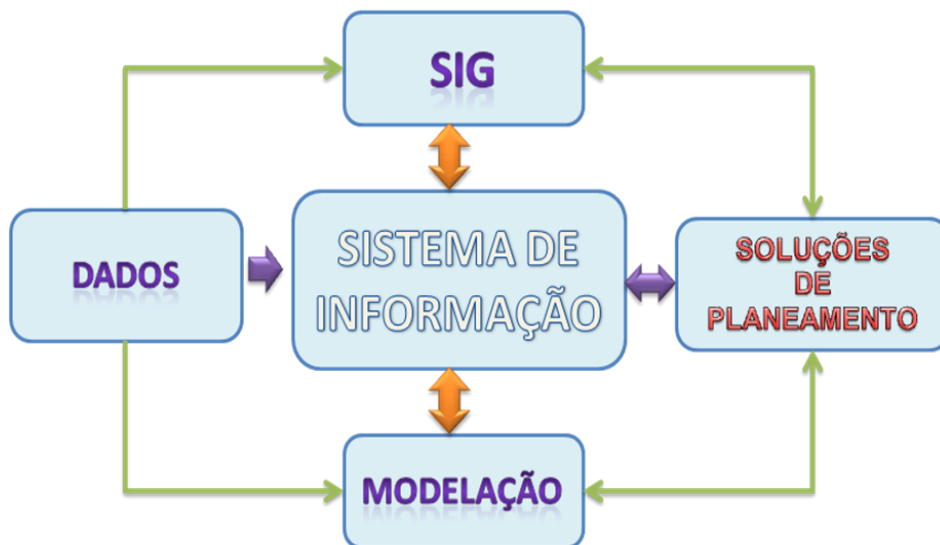 SIG
DADOS
SISTEMA DE
INFORMAÇÃO
SOLUÇÕES
DE
PLANEAMENTO
MODELAÇÃO